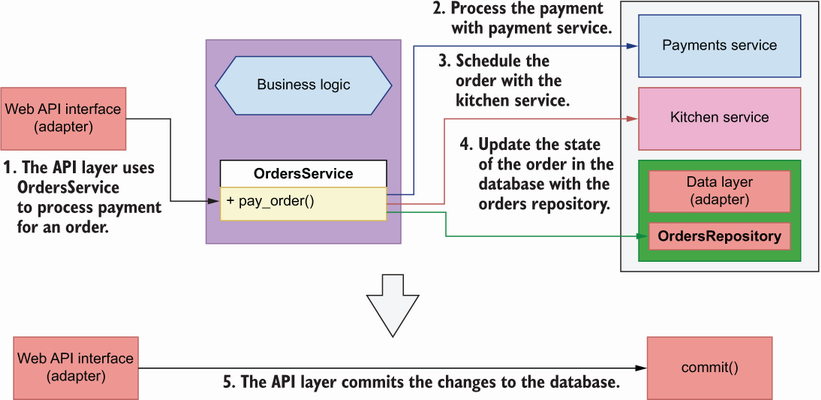 2. Process the payment
with payment service.
Payments service
3. Schedule the
order with the
kitchen service.
Business logic
Web API interface
(adapter)
Kitchen service
1. The API layer uses
OrdersService
to process payment
for an order.
OrdersService
+ pay_order()
4. Update the state
of the order in the
database with the
orders repository.
Data layer
(adapter)
OrdersRepository
Web API interface
(adapter)
5. The API layer commits the changes to the database.
commit()